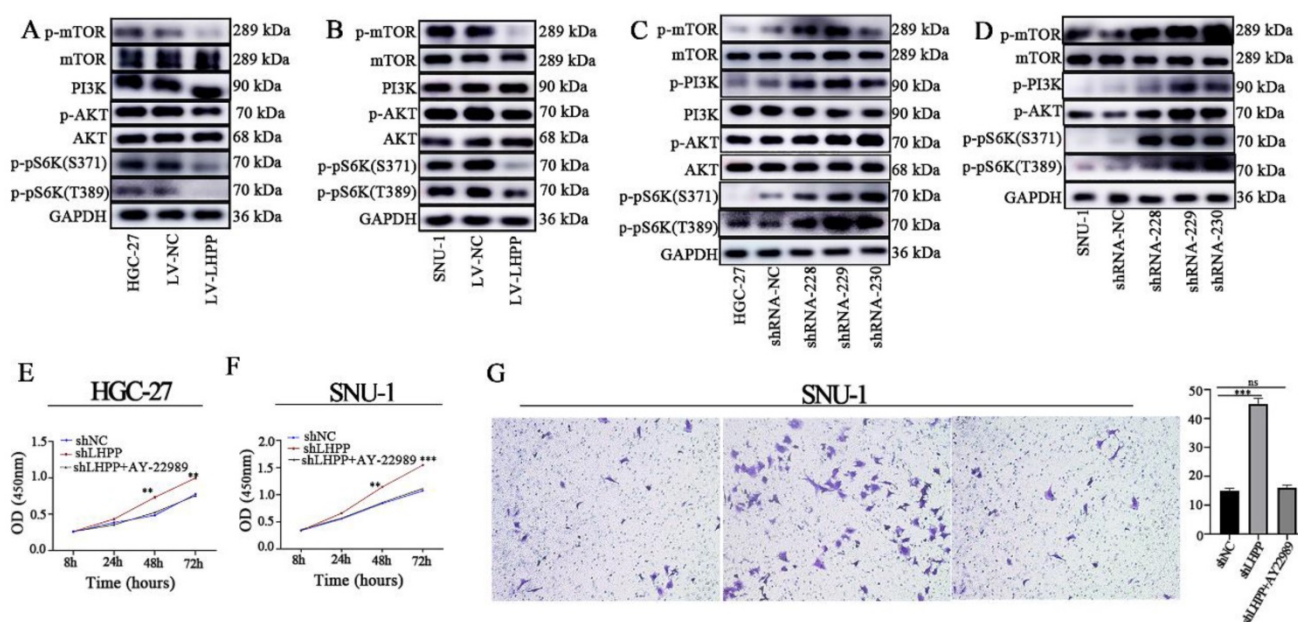 A
p-mTOR 289 kDa
mTOR 289 kDa
PI3K 90 kDa
p-AKT 70 kDa
AKT 68 kDa
p-pS6K(S371) 70 kDa
p-pS6K(T389) 70 kDa
GAPDH 36 kDa
HGC-27
LV-NC
LV-LHPP
B
p-mTOR 289 kDa
mTOR 289 kDa
PI3K 90 kDa
p-AKT 70 kDa
AKT 68 kDa
p-pS6K(S371) 70 kDa
p-pS6K(T389) 70 kDa
GAPDH 36 kDa
SNU-1
LV-NC
LV-LHPP
C
p-mTOR 289 kDa
mTOR 289 kDa
p-PI3K 90 kDa
PI3K 90 kDa
p-AKT 70 kDa
AKT 68 kDa
p-pS6K(S371) 70 kDa
p-pS6K(T389) 70 kDa
GAPDH 36 kDa
HGC-27
shRNA-NC
shRNA-228
shRNA-229
shRNA-230
D
p-mTOR 289 kDa
mTOR 289 kDa
p-PI3K 90 kDa
p-AKT 70 kDa
p-pS6K(S371) 70 kDa
p-pS6K(T389) 70 kDa
GAPDH 36 kDa
SNU-1
shRNA-NC
shRNA-228
shRNA-229
shRNA-230
E
HGC-27
shNC
shLHPP
shLHPP+AY-22989
OD (450nm)
1.5
1.0
0.5
0.0
** **
8h 24h 48h 72h
Time (hours)
F
SNU-1
shNC
shLHPP
shLHPP+AY-22989
OD (450nm)
2.0
1.5
1.0
0.5
0.0
** ***
8h 24h 48h 72h
Time (hours)
G
SNU-1
ns
***
50
40
30
20
10
0
shNC
shLHPP
shLHPP+AY22989